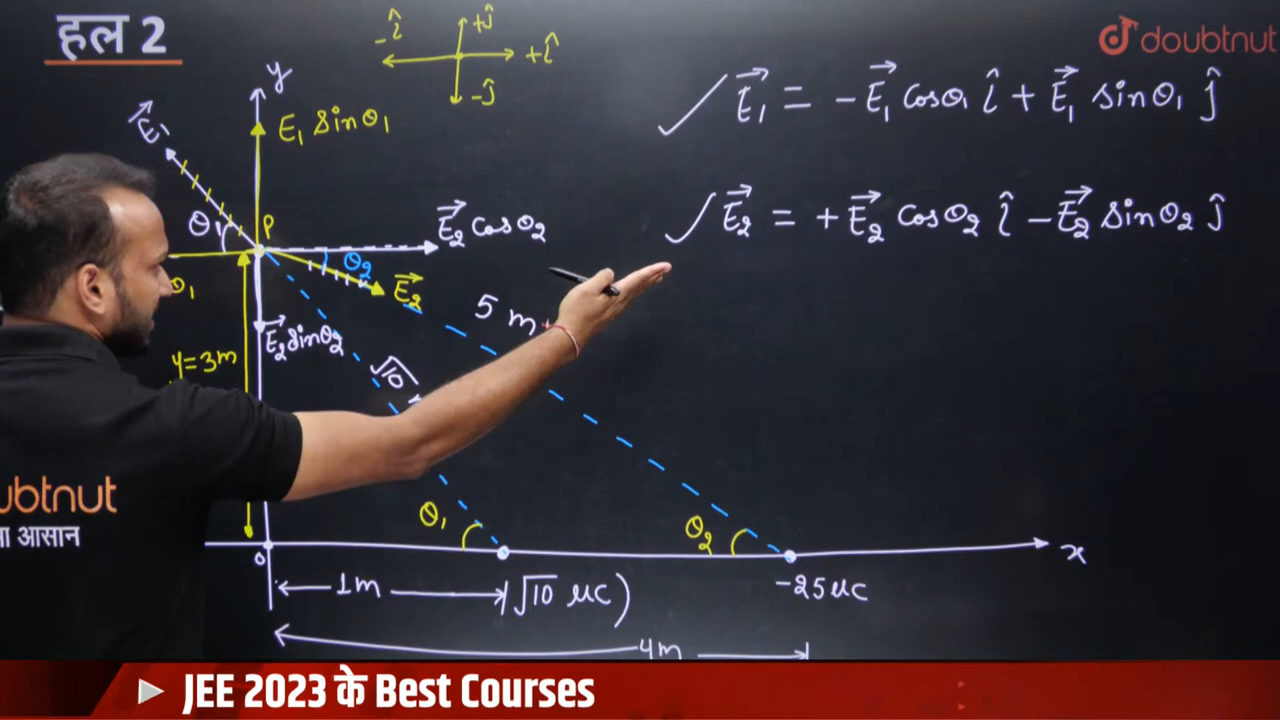 हल 2
doubtnut
-î +ĵ +î -ĵ
y
E⃗₁
E₁ sinθ₁
E⃗₁ = - E⃗₁ cosθ₁ î + E⃗₁ sinθ₁ ĵ
θ₁ P
E⃗₂ cosθ₂
E⃗₂ = + E⃗₂ cosθ₂ î - E⃗₂ sinθ₂ ĵ
θ₂ E⃗₂
θ₁
5 m
E⃗₂ sinθ₂
y=3m
√10
θ₁ θ₂
ubtnut
ा आसान
0 x
1m (√10 μC) -25μC
4m
JEE 2023 के Best Courses